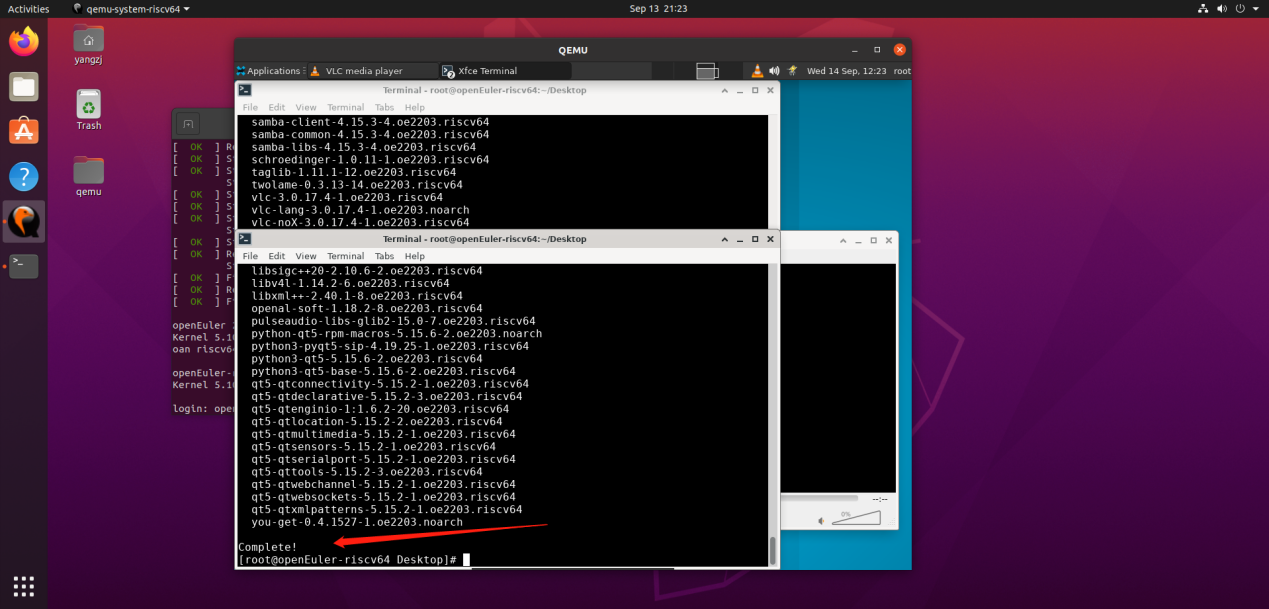 Activities
qemu-system-riscv64
Sep 13 21:23
yangzj
Trash
qemu
QEMU
Applications
VLC media player
Xfce Terminal
Wed 14 Sep, 12:23
root
Terminal - root@openEuler-riscv64:~/Desktop
File Edit View Terminal Tabs Help
samba-client-4.15.3-4.oe2203.riscv64
samba-common-4.15.3-4.oe2203.riscv64
samba-libs-4.15.3-4.oe2203.riscv64
schroedinger-1.0.11-1.oe2203.riscv64
taglib-1.11.1-12.oe2203.riscv64
twolame-0.3.13-14.oe2203.riscv64
vlc-3.0.17.4-1.oe2203.riscv64
vlc-lang-3.0.17.4-1.oe2203.noarch
vlc-noX-3.0.17.4-1.oe2203.riscv64
Terminal - root@openEuler-riscv64:~/Desktop
File Edit View Terminal Tabs Help
libsigc++20-2.10.6-2.oe2203.riscv64
libv4l-1.14.2-6.oe2203.riscv64
libxml++-2.40.1-8.oe2203.riscv64
openal-soft-1.18.2-8.oe2203.riscv64
pulseaudio-libs-glib2-15.0-7.oe2203.riscv64
python-qt5-rpm-macros-5.15.6-2.oe2203.noarch
python3-pyqt5-sip-4.19.25-1.oe2203.riscv64
python3-qt5-5.15.6-2.oe2203.riscv64
python3-qt5-base-5.15.6-2.oe2203.riscv64
qt5-qtconnectivity-5.15.2-1.oe2203.riscv64
qt5-qtdeclarative-5.15.2-3.oe2203.riscv64
qt5-qtenginio-1:1.6.2-20.oe2203.riscv64
qt5-qtlocation-5.15.2-2.oe2203.riscv64
qt5-qtmultimedia-5.15.2-1.oe2203.riscv64
qt5-qtsensors-5.15.2-1.oe2203.riscv64
qt5-qtserialport-5.15.2-1.oe2203.riscv64
qt5-qttools-5.15.2-3.oe2203.riscv64
qt5-qtwebchannel-5.15.2-1.oe2203.riscv64
qt5-qtwebsockets-5.15.2-1.oe2203.riscv64
qt5-qtxmlpatterns-5.15.2-1.oe2203.riscv64
you-get-0.4.1527-1.oe2203.noarch
Complete!
[root@openEuler-riscv64 Desktop]#
[ OK ] Re
[ OK ] S
[ OK ] S
S
[ OK ] S
[ OK ] S
[ OK ] S
S
[ OK ] S
[ OK ] R
S
[ OK ] F
[ OK ] R
[ OK ] F
openEuler
Kernel 5.10
oan riscv6
openEuler-
Kernel 5.10
login: ope
--:--
0%